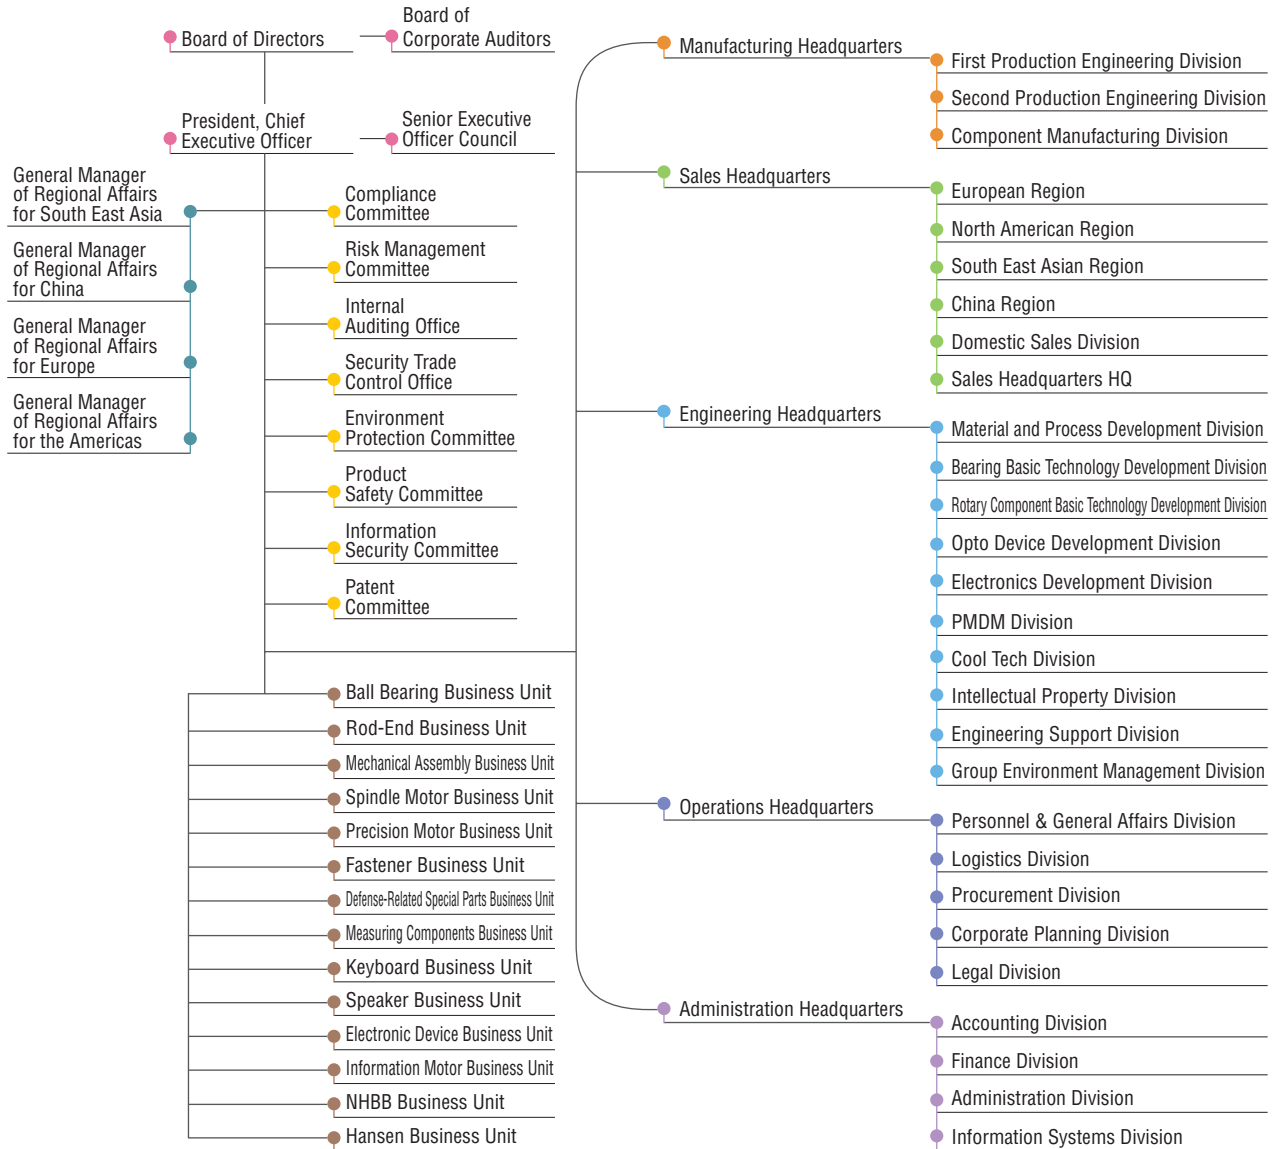 Board of Directors
Board of
Corporate Auditors
President, Chief
Executive Officer
Senior Executive
Officer Council
General Manager
of Regional Affairs
for South East Asia
General Manager
of Regional Affairs
for China
General Manager
of Regional Affairs
for Europe
General Manager
of Regional Affairs
for the Americas
Compliance
Committee
Risk Management
Committee
Internal
Auditing Office
Security Trade
Control Office
Environment
Protection Committee
Product
Safety Committee
Information
Security Committee
Patent
Committee
Ball Bearing Business Unit
Rod-End Business Unit
Mechanical Assembly Business Unit
Spindle Motor Business Unit
Precision Motor Business Unit
Fastener Business Unit
Defense-Related Special Parts Business Unit
Measuring Components Business Unit
Keyboard Business Unit
Speaker Business Unit
Electronic Device Business Unit
Information Motor Business Unit
NHBB Business Unit
Hansen Business Unit
Manufacturing Headquarters
First Production Engineering Division
Second Production Engineering Division
Component Manufacturing Division
Sales Headquarters
European Region
North American Region
South East Asian Region
China Region
Domestic Sales Division
Sales Headquarters HQ
Engineering Headquarters
Material and Process Development Division
Bearing Basic Technology Development Division
Rotary Component Basic Technology Development Division
Opto Device Development Division
Electronics Development Division
PMDM Division
Cool Tech Division
Intellectual Property Division
Engineering Support Division
Group Environment Management Division
Operations Headquarters
Personnel & General Affairs Division
Logistics Division
Procurement Division
Corporate Planning Division
Legal Division
Administration Headquarters
Accounting Division
Finance Division
Administration Division
Information Systems Division